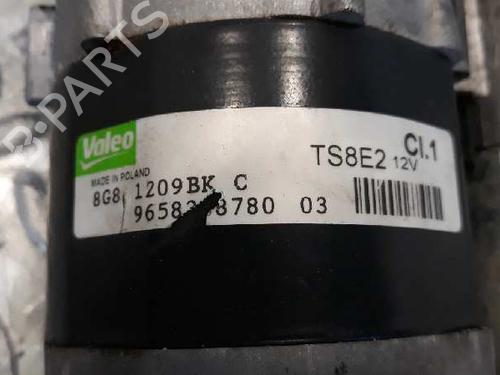 B-PARTS
Valeo
MADE IN POLAND
TS8E2 12V Cl.1
8G8 1209BK C
03